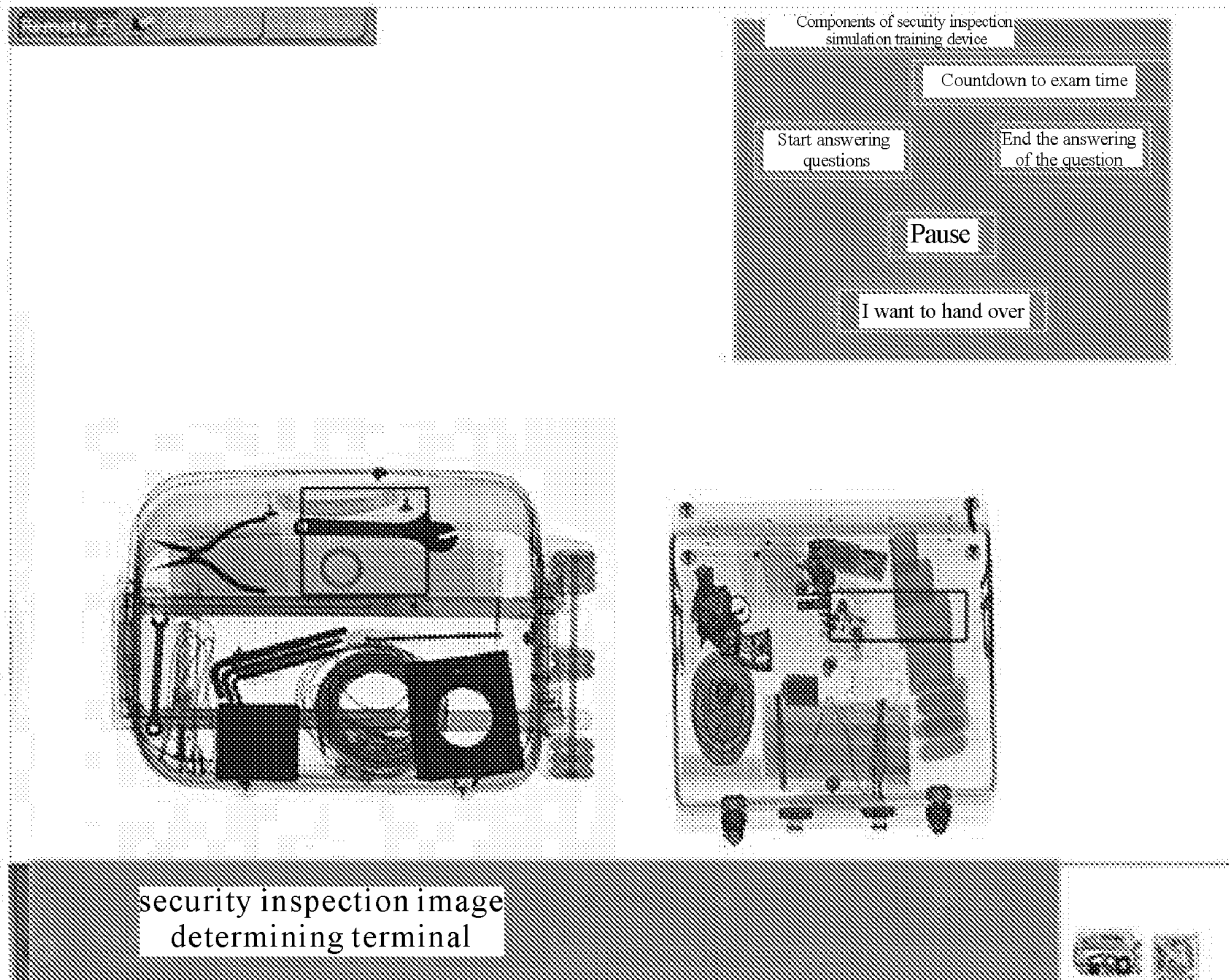 Components of security inspection
simulation training device
Countdown to exam time
Start answering
questions
End the answering
of the question
Pause
I want to hand over
security inspection image
determining terminal